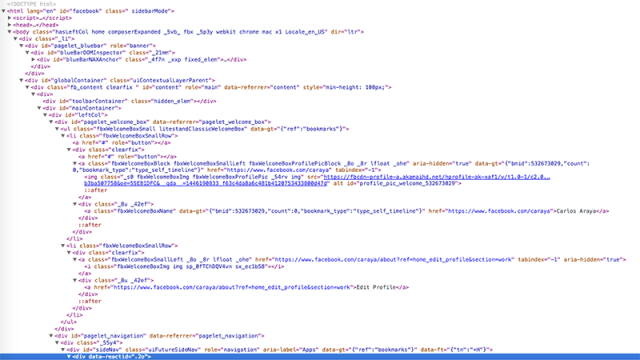 <!DOCTYPE html>
▼<html lang="en" id="facebook" class=" sidebarMode">
▶<script>…</script>
▶<head>…</head>
▼<body class="hasLeftCol home composerExpanded _5vb_ fbx _5p3y webkit chrome mac x1 Locale_en_US" dir="ltr">
▼<div class="_li">
▼<div id="pagelet_bluebar" role="banner">
▼<div id="blueBarDOMInspector" class="_21mm">
▶<div id="blueBarNAXAnchor" class="_4f7n _xxp fixed_elem">…</div>
</div>
</div>
▼<div id="globalContainer" class="uiContextualLayerParent">
▼<div class="fb_content clearfix " id="content" role="main" data-referrer="content" style="min-height: 100px;">
▼<div>
<div id="toolbarContainer" class="hidden_elem"></div>
▼<div id="mainContainer">
▼<div id="leftCol">
▼<div id="pagelet_welcome_box" data-referrer="pagelet_welcome_box">
▼<ul class="fbxWelcomeBoxSmall litestandClassicWelcomeBox" data-gt="{"ref":"bookmarks"}">
▼<li class="fbxWelcomeBoxSmallRow">
<a href="#" role="button"></a>
▼<div class="clearfix">
<a href="#" role="button"></a>
▼<a class="fbxWelcomeBoxBlock fbxWelcomeBoxSmallLeft fbxWelcomeBoxProfilePicBlock _8o _8r lfloat _ohe" aria-hidden="true" data-gt="{"bmid":532673029,"count":
0,"bookmark_type":"type_self_timeline"}" href="https://www.facebook.com/caraya" tabindex="-1">
<img class="_s0 fbxWelcomeBoxImg fbxWelcomeBoxProfilePic _54rv img" src="https://fbcdn-profile-a.akamaihd.net/hprofile-ak-xaf1/v/t1.0-1/c2.0…
alt id="profile_pic_welcome_532673029">
::after
</a>
▼<div class="_8u _42ef">
<a class="fbxWelcomeBoxName" data-gt="{"bmid":532673029,"count":0,"bookmark_type":"type_self_timeline"}" href="https://www.facebook.com/caraya">Carlos Araya</a>
</div>
::after
</div>
</li>
▼<li class="fbxWelcomeBoxSmallRow">
▼<div class="clearfix">
▼<a class="fbxWelcomeBoxSmallLeft _8o _8r lfloat _ohe" href="https://www.facebook.com/caraya/about?ref=home_edit_profile&section=work" tabindex="-1" aria-hidden="true">
<i class="fbxWelcomeBoxImg img sp_0fTChDQV4vn sx_ec1b58"></i>
</a>
▼<div class="_8u _42ef">
<a href="https://www.facebook.com/caraya/about?ref=home_edit_profile&section=work">Edit Profile</a>
</div>
::after
</div>
</li>
</ul>
</div>
▼<div id="pagelet_navigation" data-referrer="pagelet_navigation">
▼<div class="_55y4">
▼<div id="sideNav" class="uiFutureSideNav" role="navigation" aria-label="Apps" data-gt="{"ref":"bookmarks"}" data-ft="{"tn":"+H"}">
▼<div data-reactid=".2o">